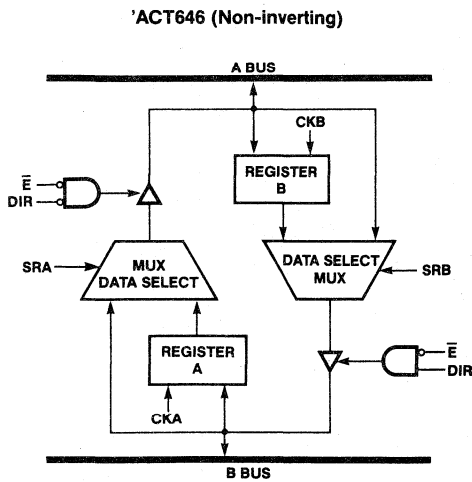 'ACT646 (Non-inverting)
A BUS
CKB
REGISTER
B
E̅
DIR
SRA
MUX
DATA SELECT
DATA SELECT
MUX
SRB
REGISTER
A
E̅
DIR
CKA
B BUS